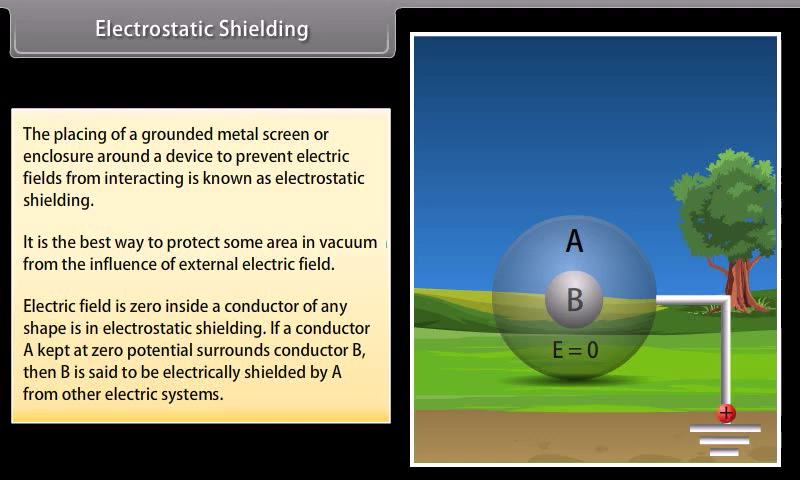 Electrostatic Shielding
The placing of a grounded metal screen or
enclosure around a device to prevent electric
fields from interacting is known as electrostatic
shielding.
It is the best way to protect some area in vacuum
from the influence of external electric field.
Electric field is zero inside a conductor of any
shape is in electrostatic shielding. If a conductor
A kept at zero potential surrounds conductor B,
then B is said to be electrically shielded by A
from other electric systems.
A
B
E = 0
+